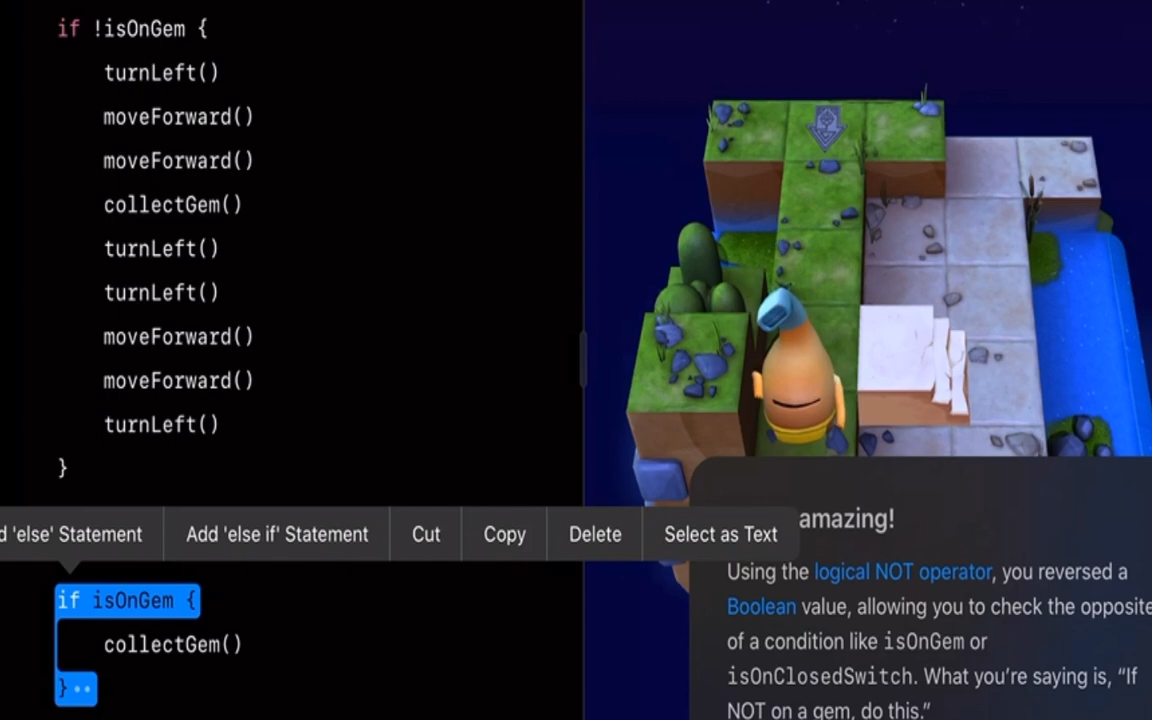 if !isOnGem {
turnLeft()
moveForward()
moveForward()
collectGem()
turnLeft()
turnLeft()
moveForward()
moveForward()
turnLeft()
}
'else' Statement
Add 'else if' Statement
Cut
Copy
Delete
Select as Text
if isOnGem {
collectGem()
}
amazing!
Using the logical NOT operator, you reversed a
Boolean value, allowing you to check the opposite
of a condition like isOnGem or
isOnClosedSwitch. What you're saying is, “If
NOT on a gem, do this.”